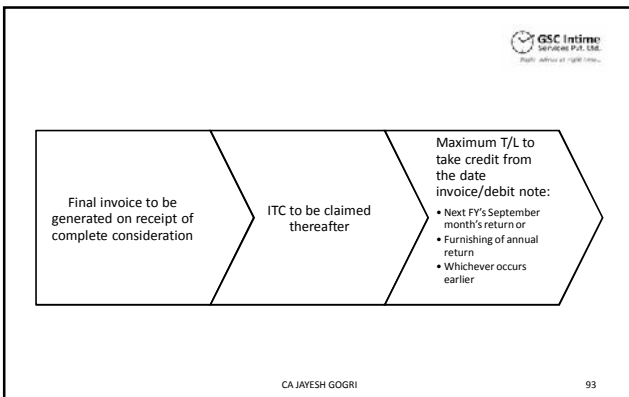 GSC Intime
Services Pvt. Ltd.
Final invoice to be
generated on receipt of
complete consideration
ITC to be claimed
thereafter
Maximum T/L to
take credit from
the date
invoice/debit note:
• Next FY's September
month's return or
• Furnishing of annual
return
• Whichever occurs
earlier
CA JAYESH GOGRI
93